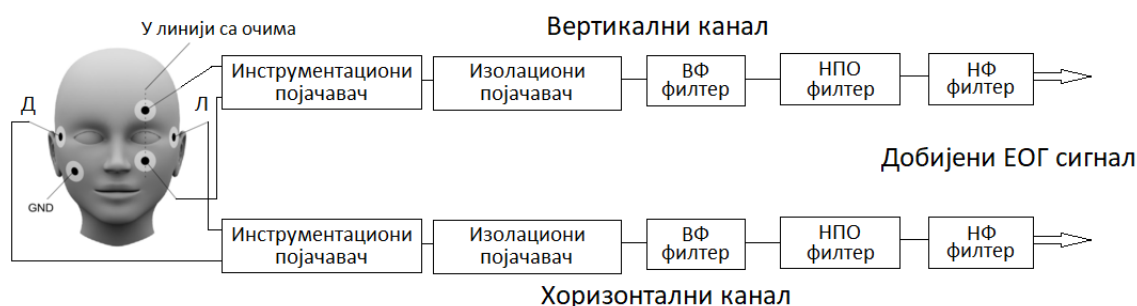 Вертикални канал
У линији са очима
Инструментациони
појачавач
Изолациони
појачавач
ВФ
филтер
НПО
филтер
НФ
филтер
Д
Л
GND
Добијени ЕОГ сигнал
Инструментациони
појачавач
Изолациони
појачавач
ВФ
филтер
НПО
филтер
НФ
филтер
Хоризонтални канал